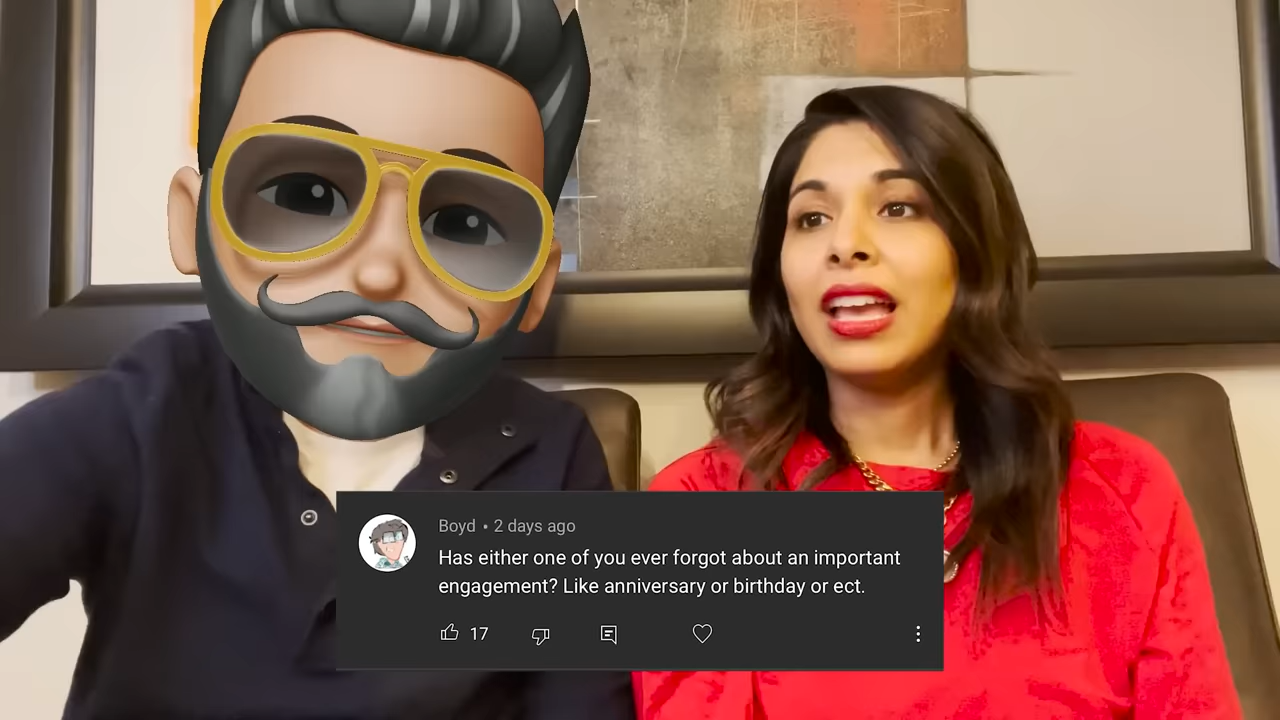 Boyd • 2 days ago
Has either one of you ever forgot about an important
engagement? Like anniversary or birthday or ect.
17